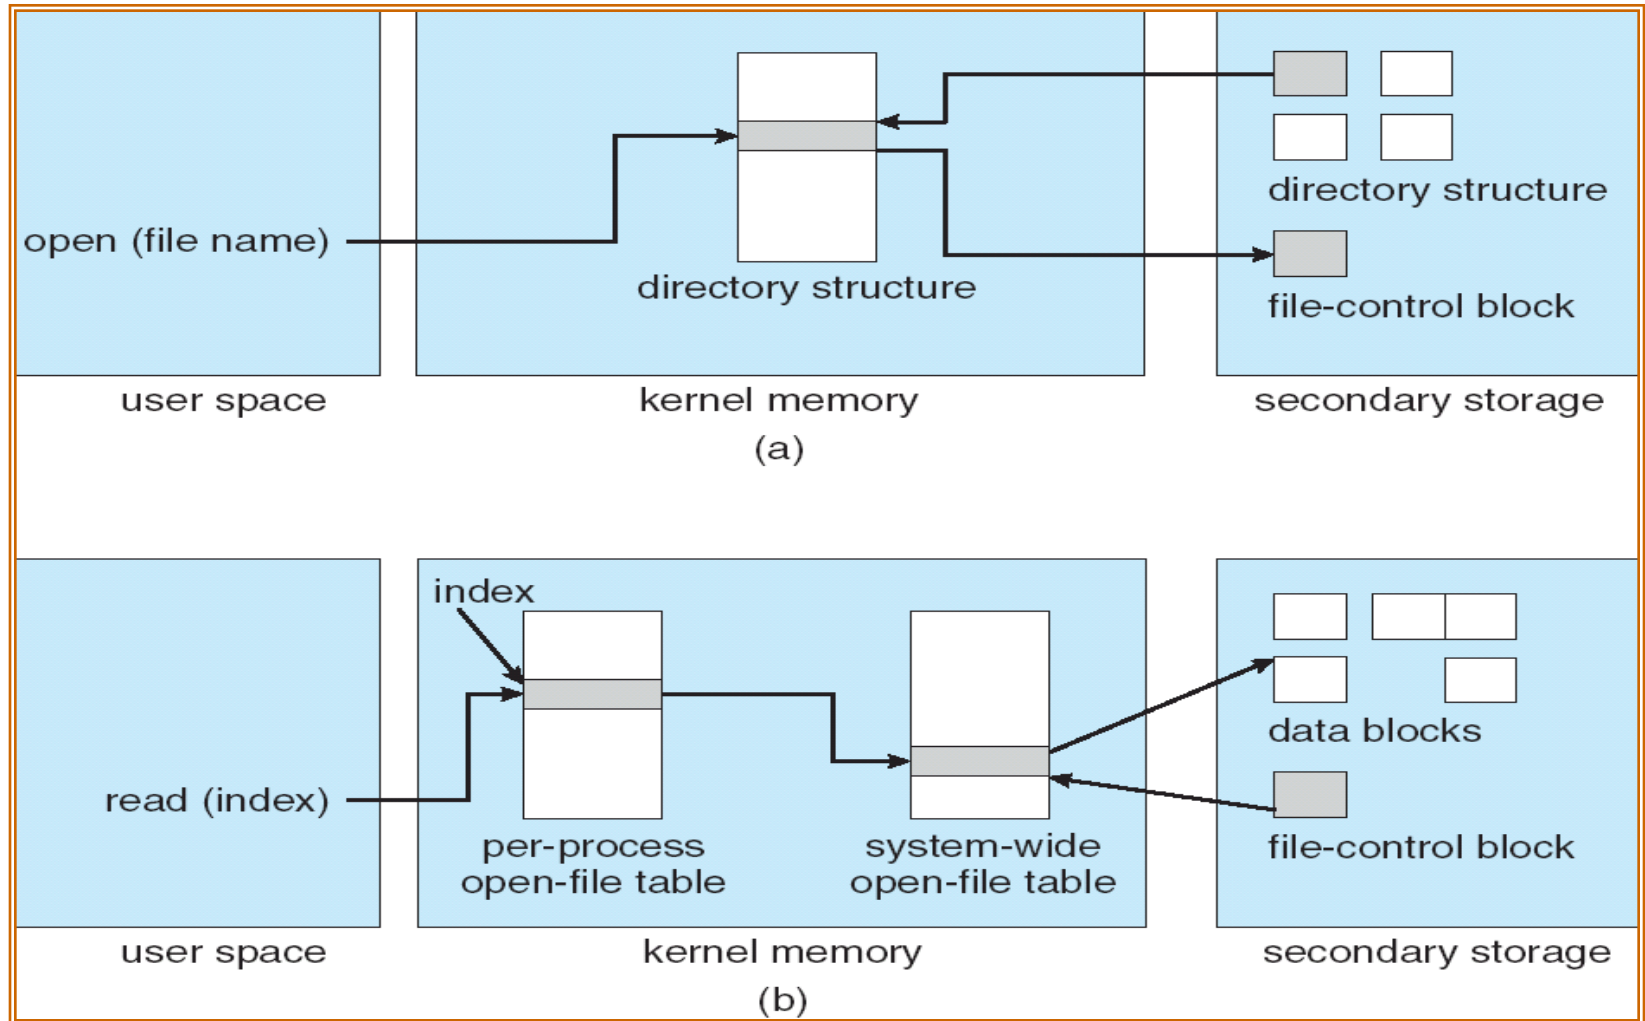 open (file name)
directory structure
directory structure
file-control block
user space
kernel memory
secondary storage
(a)
index
read (index)
per-process
open-file table
system-wide
open-file table
data blocks
file-control block
user space
kernel memory
secondary storage
(b)